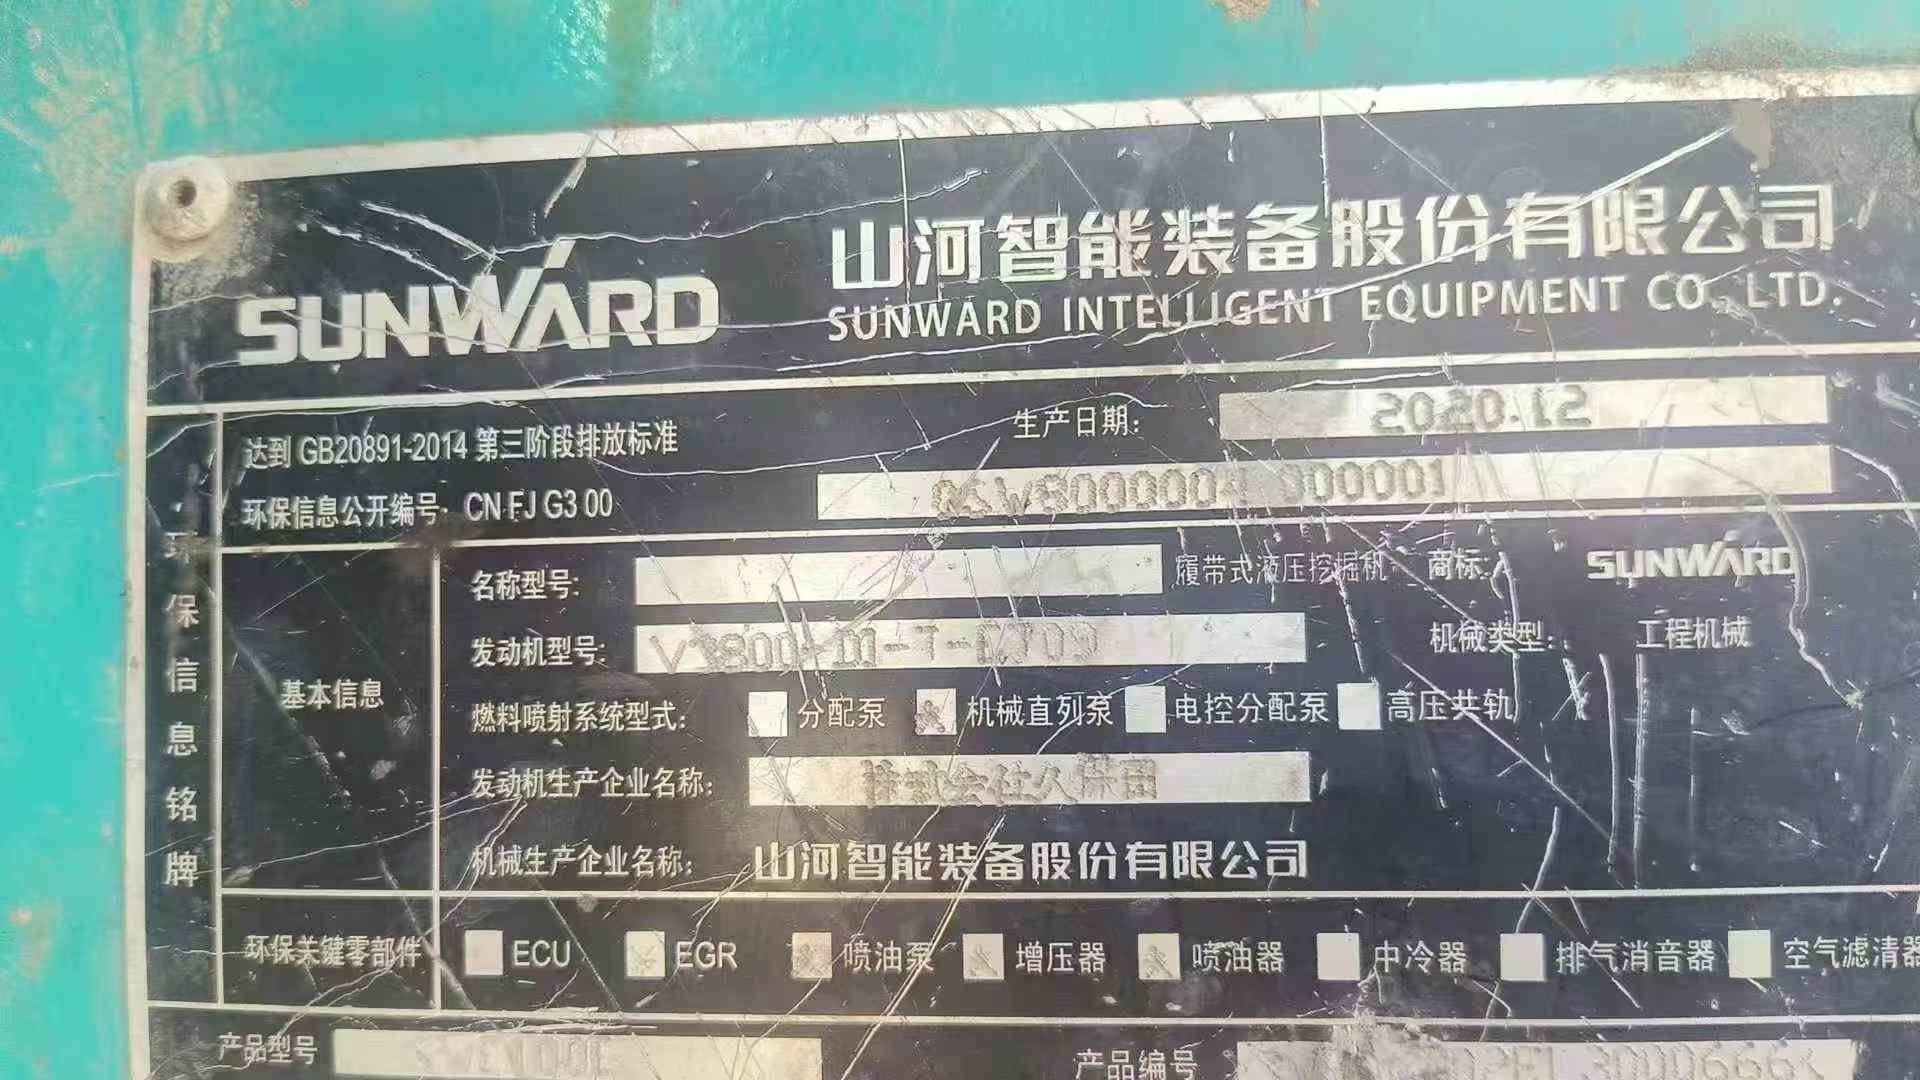 SUNWARD
山河智能装备股份有限公司
SUNWARD INTELLIGENT EQUIPMENT CO., LTD.
环保信息铭牌
达到 GB20891-2014 第三阶段排放标准
生产日期: 2020.12
环保信息公开编号: CN FJ G3 00
基本信息
名称型号:
履带式液压挖掘机
商标: SUNWARD
发动机型号:
机械类型: 工程机械
燃料喷射系统型式: 分配泵 机械直列泵 电控分配泵 高压共轨
发动机生产企业名称: 株式会社久保田
机械生产企业名称: 山河智能装备股份有限公司
环保关键零部件 ECU EGR 喷油泵 增压器 喷油器 中冷器 排气消音器 空气滤清器
产品型号
产品编号